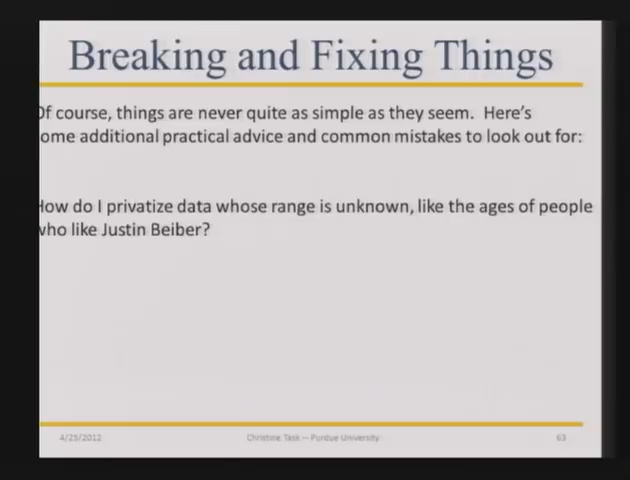 Breaking and Fixing Things
Of course, things are never quite as simple as they seem. Here's
ome additional practical advice and common mistakes to look out for:
How do I privatize data whose range is unknown, like the ages of people
who like Justin Beiber?
4/25/2012
Christine Task -- Purdue University
63